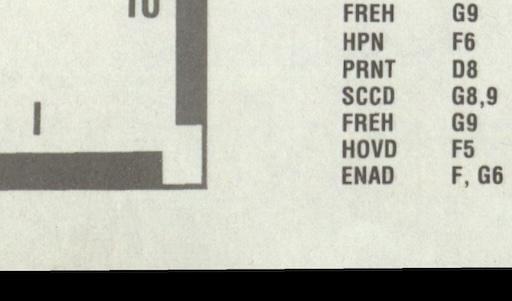 10
I
FREH G9
HPN F6
PRNT D8
SCCD G8,9
FREH G9
HOVD F5
ENAD F, G6